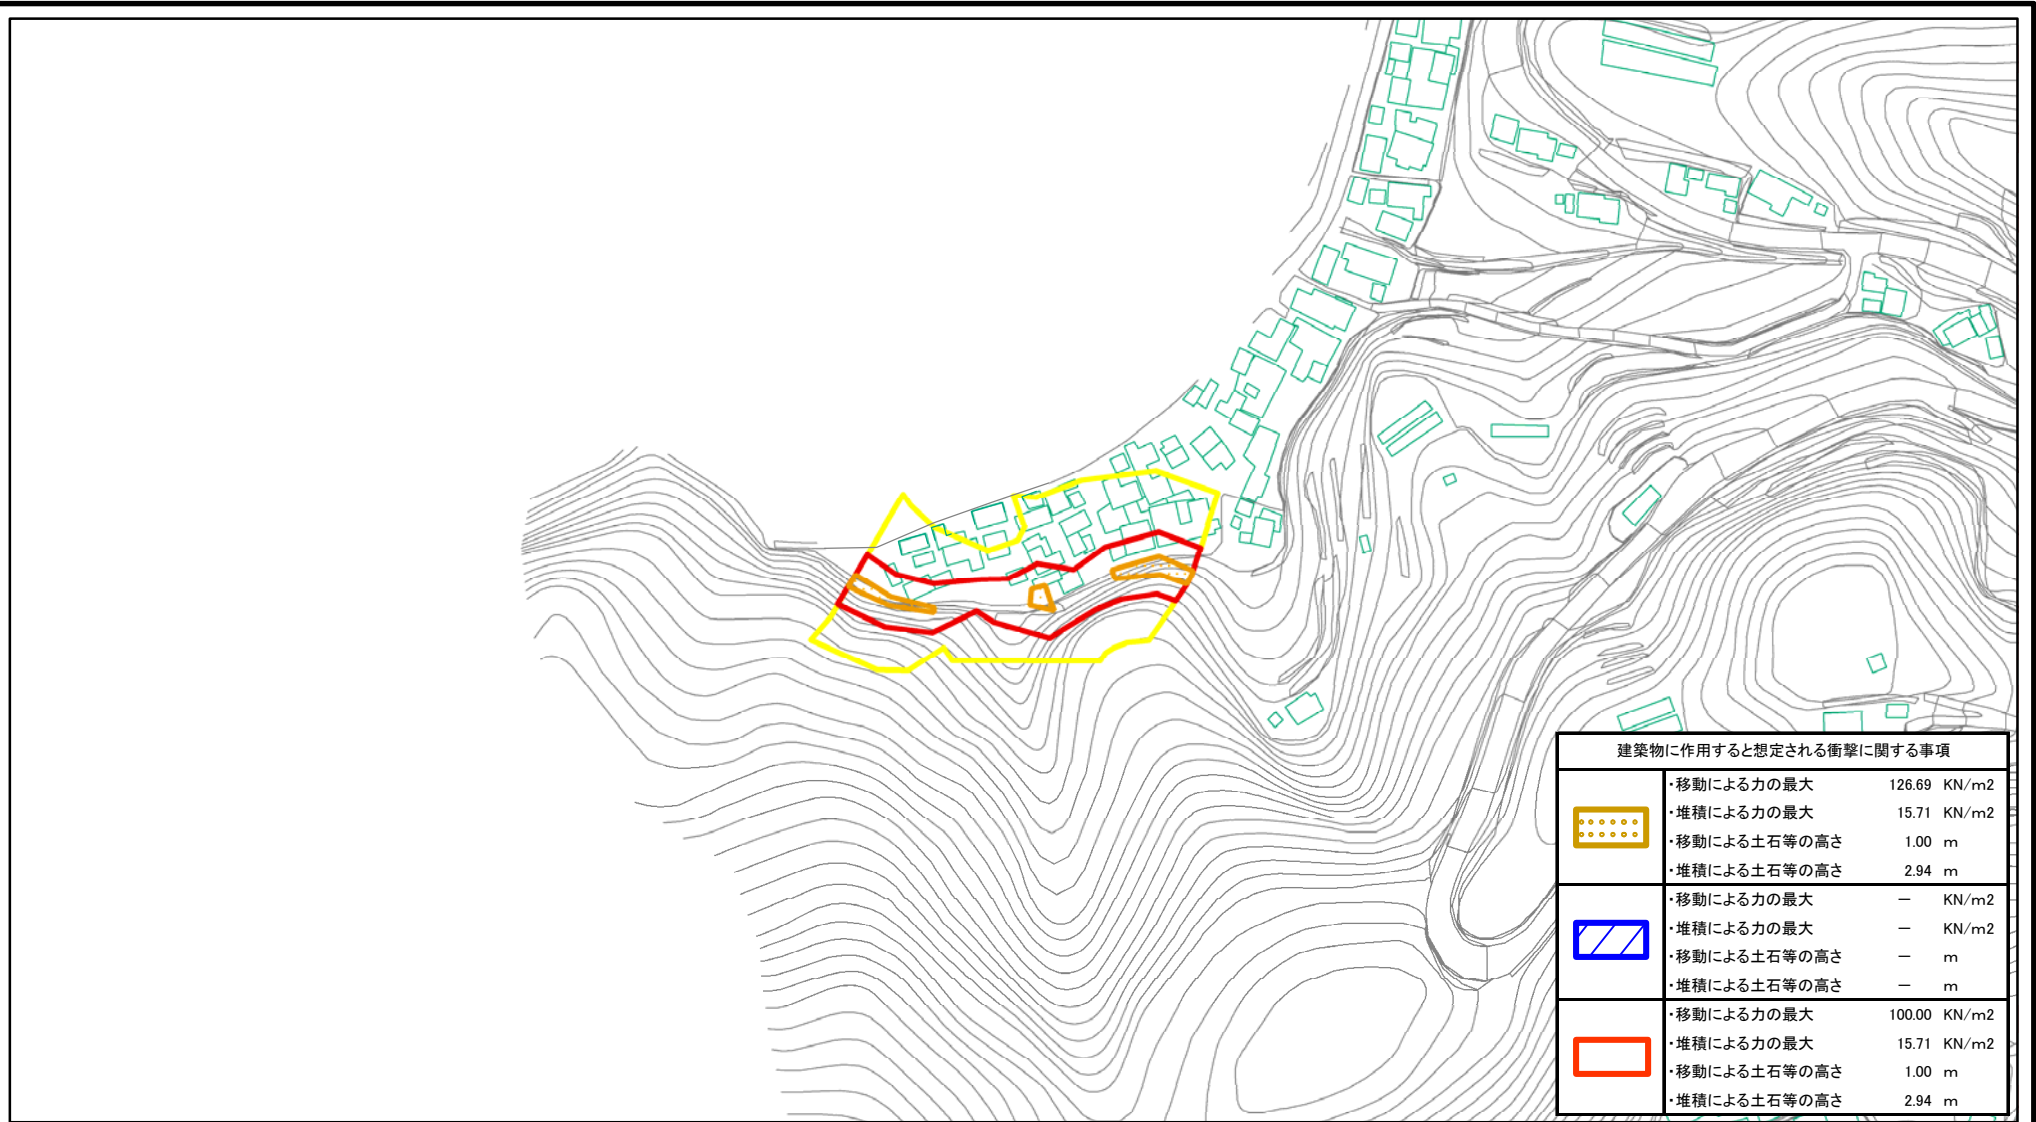 建築物に作用すると想定される衝撃に関する事項
・移動による力の最大 126.69 KN/m2
・堆積による力の最大 15.71 KN/m2
・移動による土石等の高さ 1.00 m
・堆積による土石等の高さ 2.94 m
・移動による力の最大 － KN/m2
・堆積による力の最大 － KN/m2
・移動による土石等の高さ － m
・堆積による土石等の高さ － m
・移動による力の最大 100.00 KN/m2
・堆積による力の最大 15.71 KN/m2
・移動による土石等の高さ 1.00 m
・堆積による土石等の高さ 2.94 m